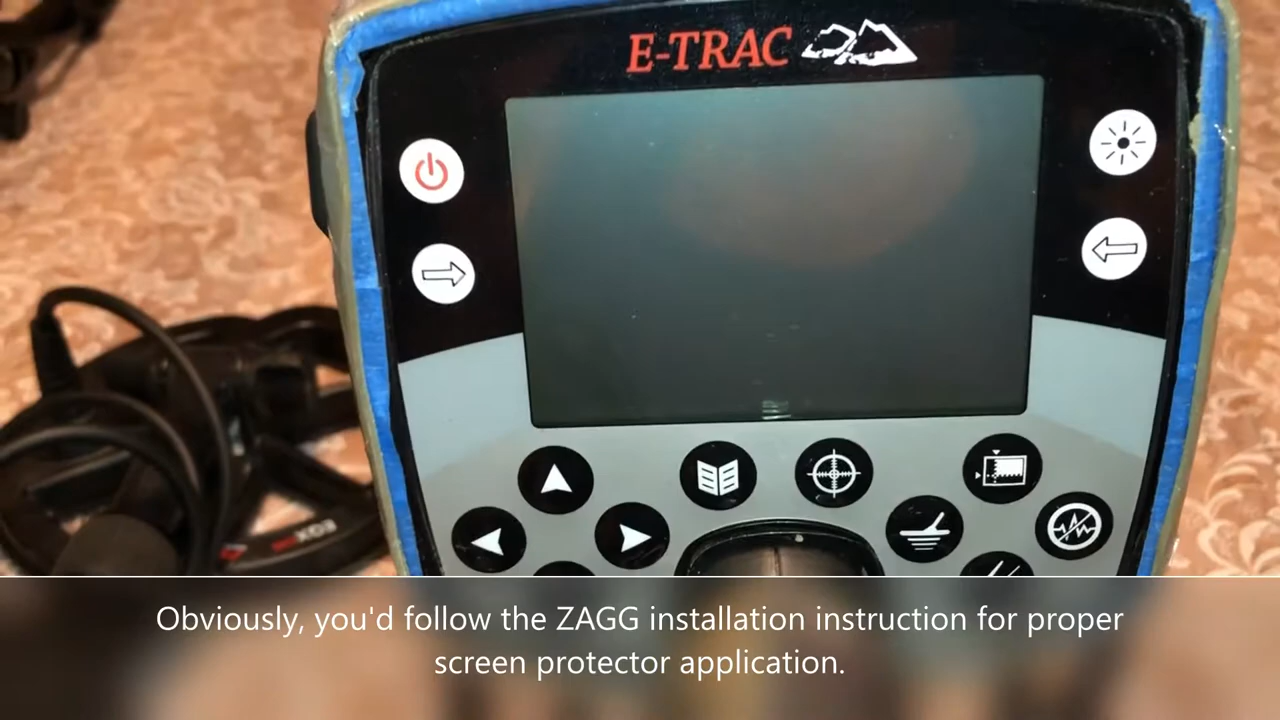 E-TRAC
Obviously, you'd follow the ZAGG installation instruction for proper
screen protector application.